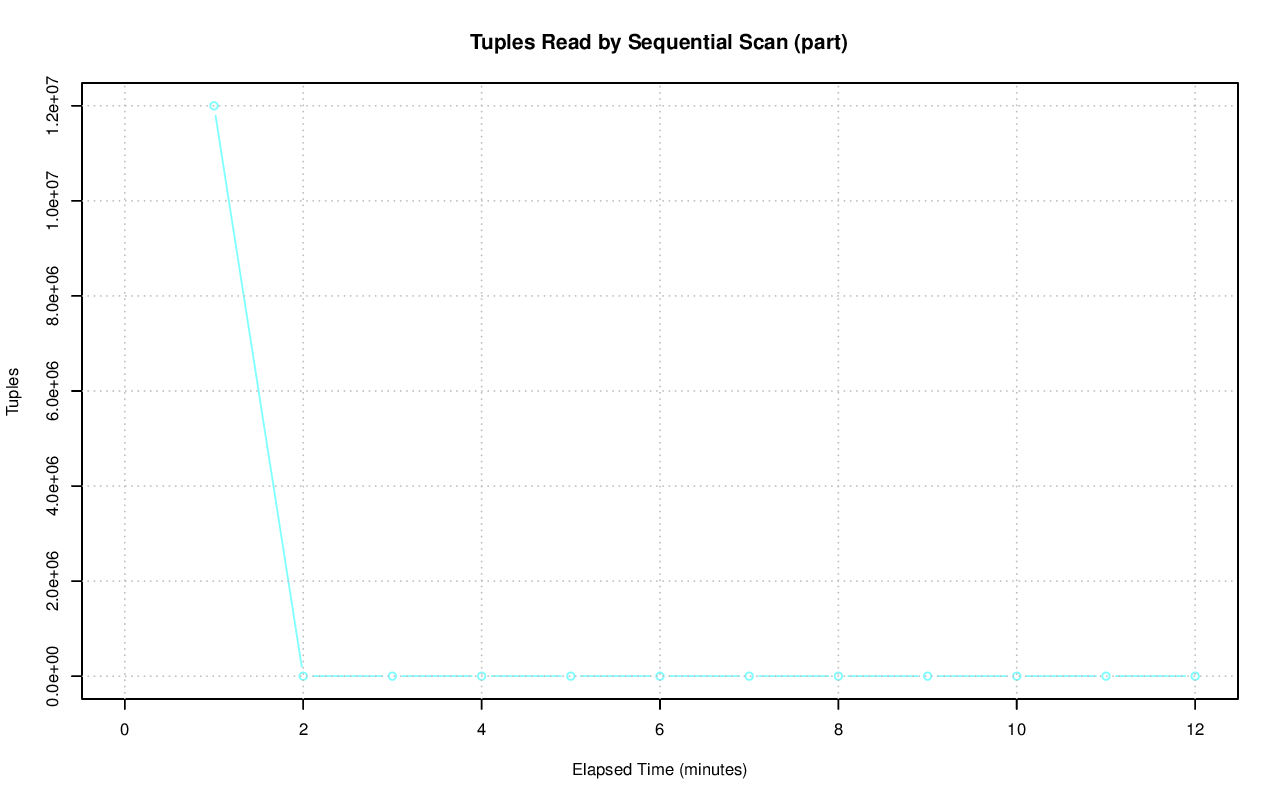 Tuples Read by Sequential Scan (part)
Tuples
1.2e+07
1.0e+07
8.0e+06
6.0e+06
4.0e+06
2.0e+06
0.0e+00
0 2 4 6 8 10 12
Elapsed Time (minutes)